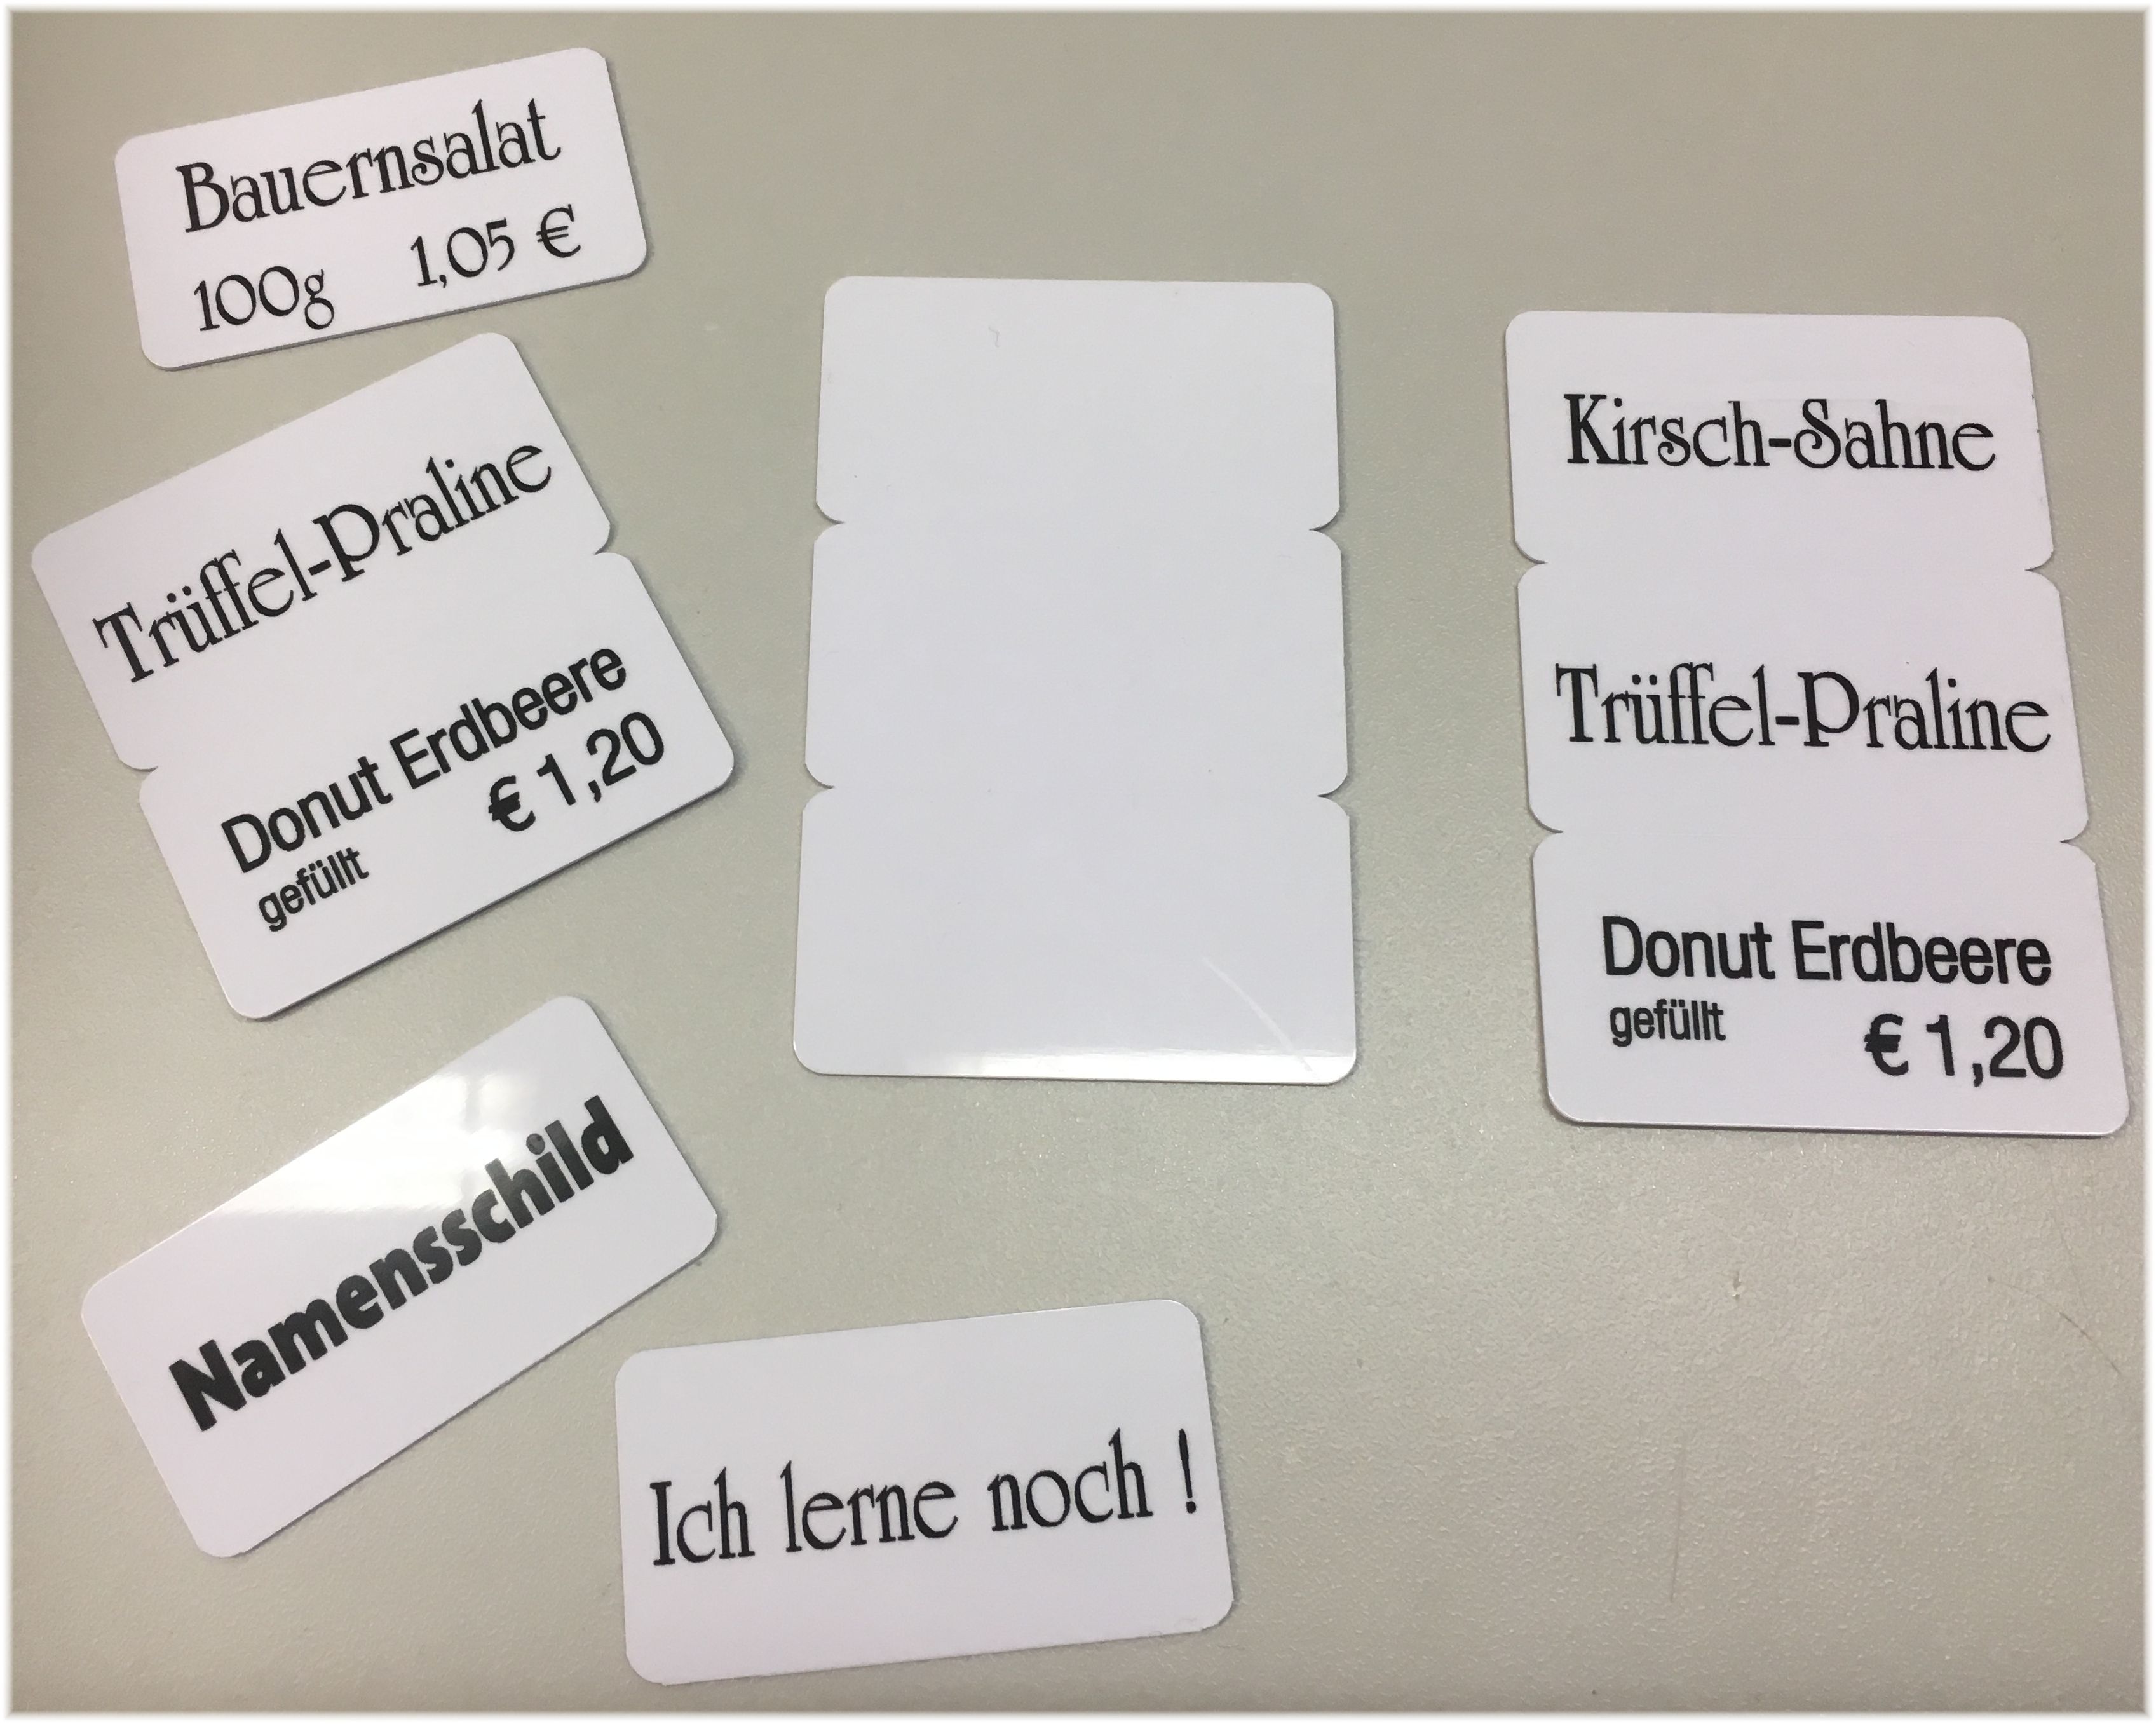 Bauernsalat
100g 1,05 €
Trüffel-Praline
Donut Erdbeere
gefüllt € 1,20
Namensschild
Ich lerne noch !
Kirsch-Sahne
Trüffel-Praline
Donut Erdbeere
gefüllt € 1,20